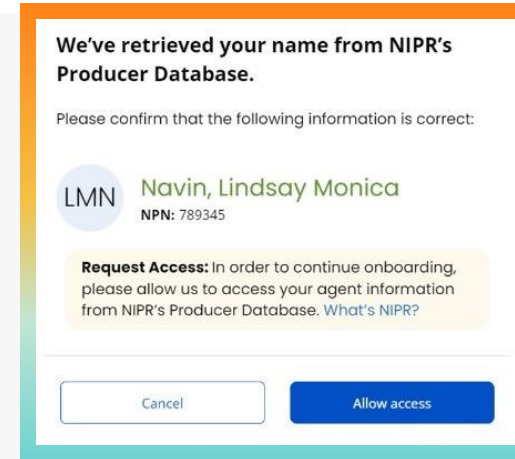 We've retrieved your name from NIPR's
Producer Database.
Please confirm that the following information is correct:
LMN
Navin, Lindsay Monica
NPN: 789345
Request Access: In order to continue onboarding,
please allow us to access your agent information
from NIPR's Producer Database. What's NIPR?
Cancel
Allow access